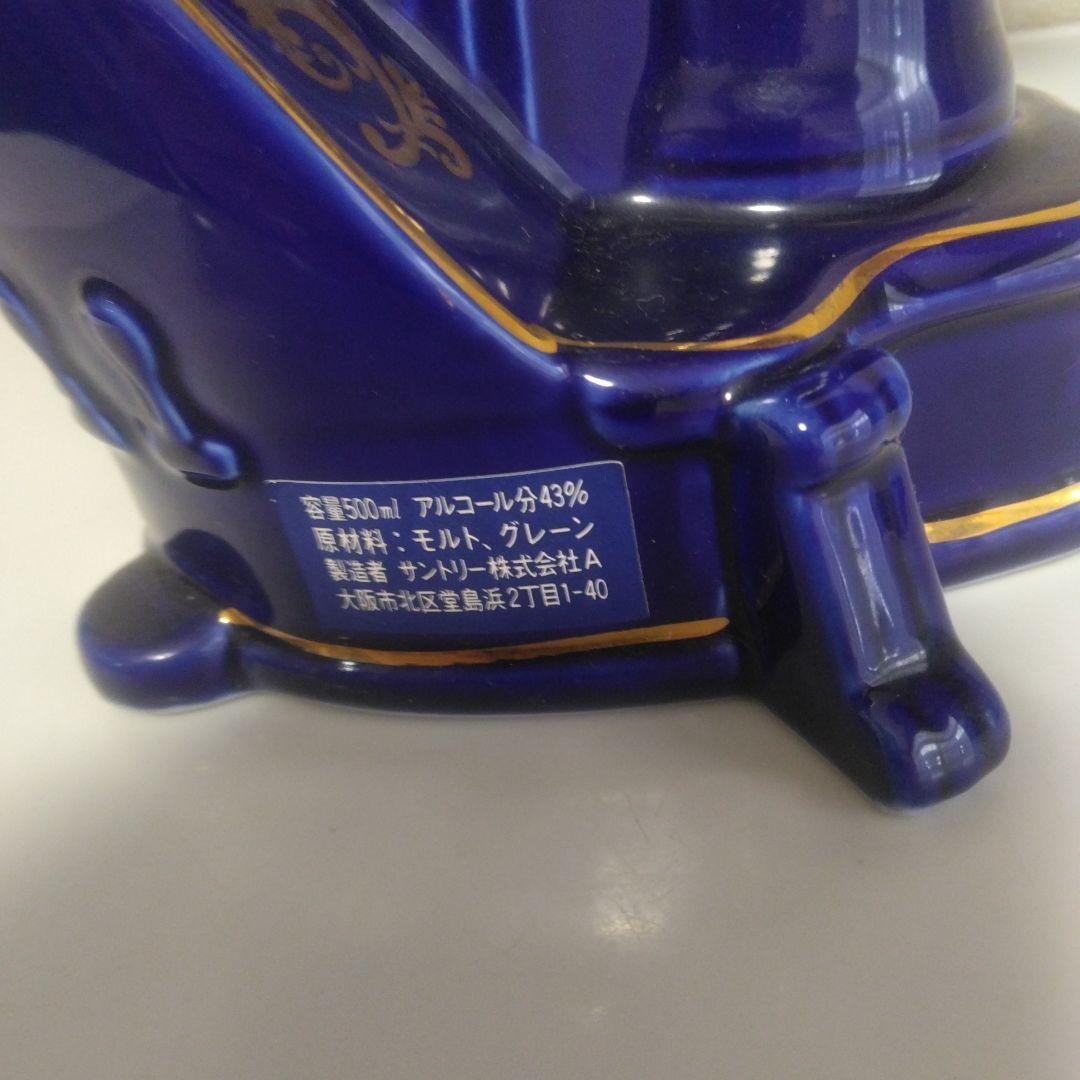 容量500ml アルコール分43%
原材料：モルト、グレーン
製造者 サントリー株式会社A
大阪市北区堂島浜2丁目1-40